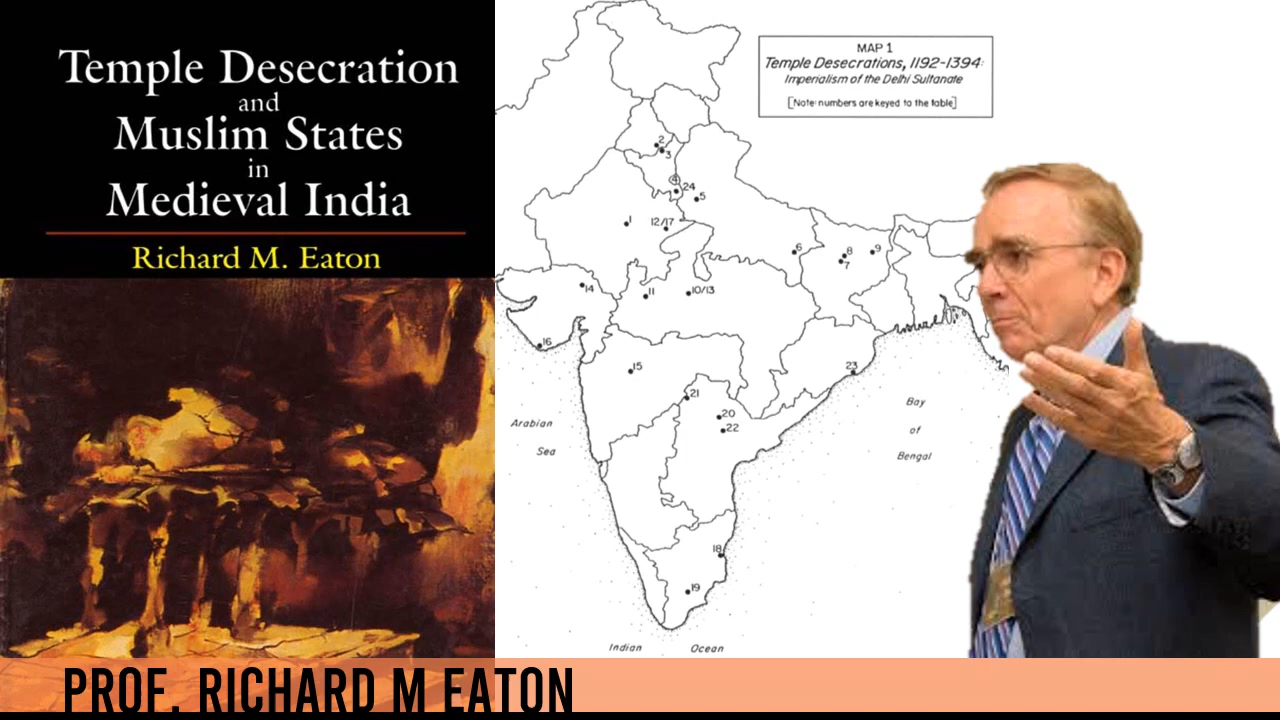 Temple Desecration
and
Muslim States
in
Medieval India
Richard M. Eaton
MAP 1
Temple Desecrations, 1192-1394:
Imperialism of the Delhi Sultanate
[Note: numbers are keyed to the table]
2
3
4
24
5
1
12/17
6
8
9
7
14
11
10/13
16
15
23
21
20
22
18
19
Arabian
Sea
Bay
of
Bengal
Indian Ocean
PROF. RICHARD M EATON